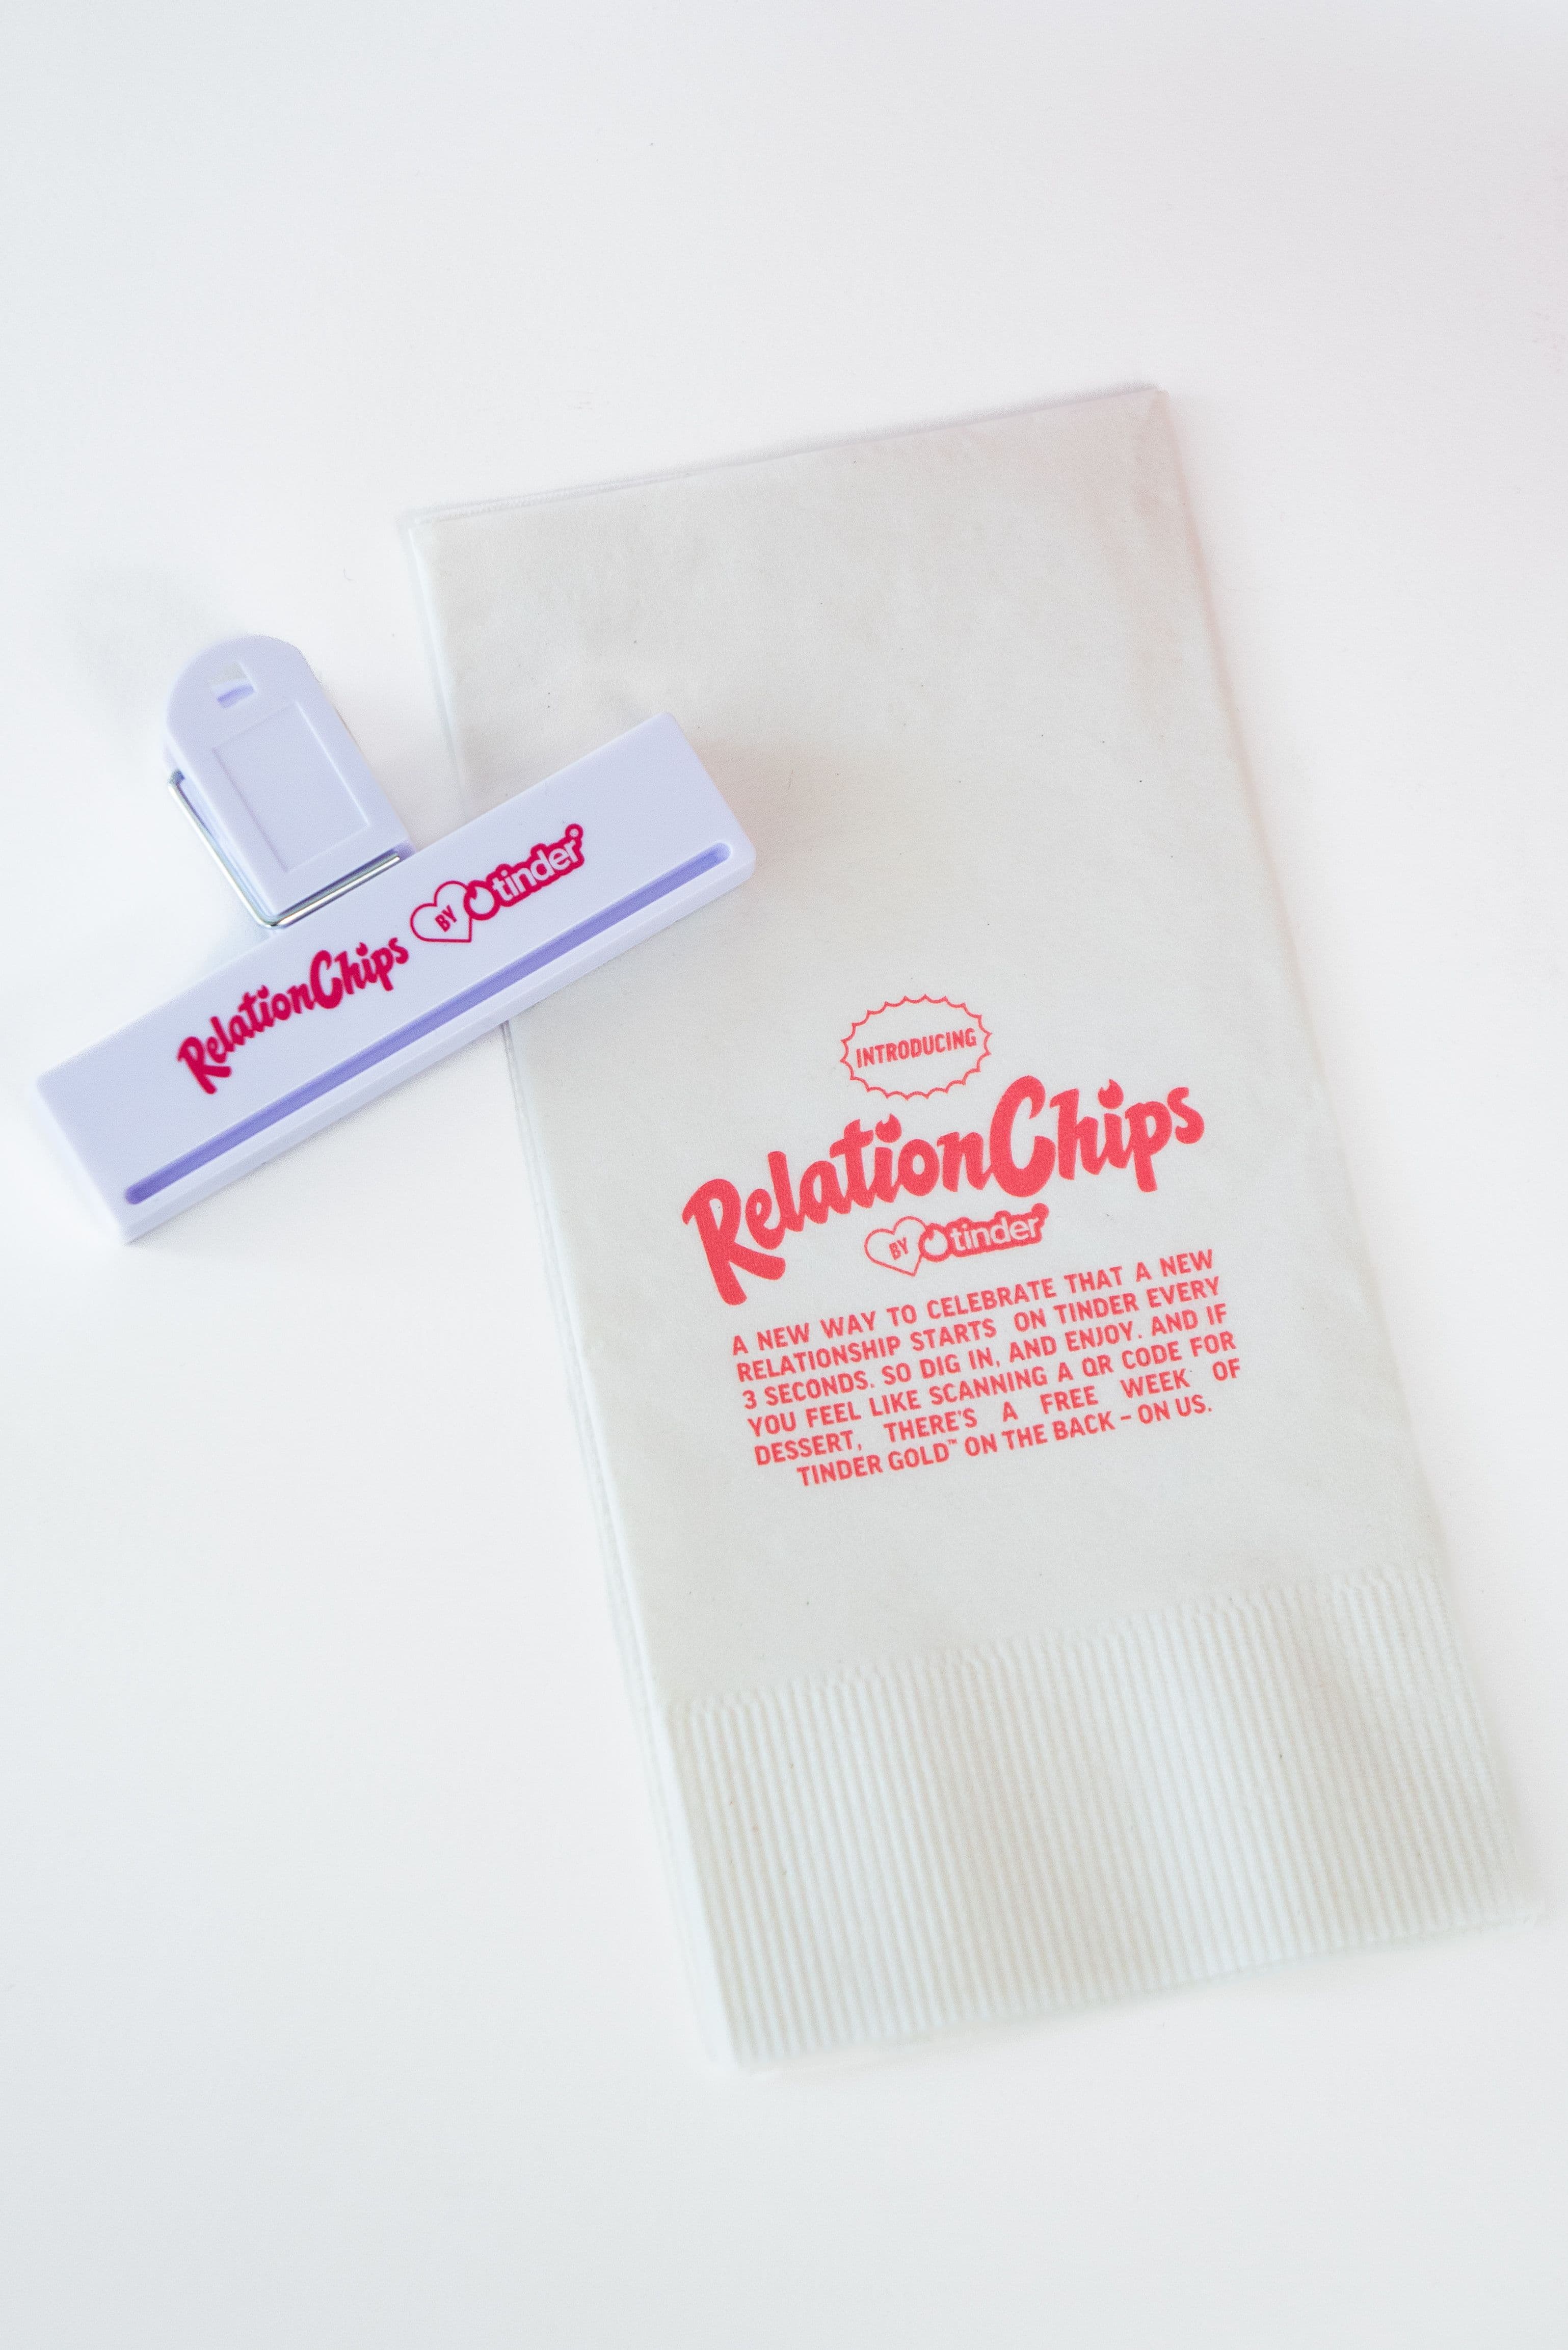 RelationChips BY tinder
INTRODUCING
RelationChips
BY tinder
A NEW WAY TO CELEBRATE THAT A NEW
RELATIONSHIP STARTS ON TINDER EVERY
3 SECONDS. SO DIG IN, AND ENJOY. AND IF
YOU FEEL LIKE SCANNING A QR CODE FOR
DESSERT, THERE'S A FREE WEEK OF
TINDER GOLD™ ON THE BACK – ON US.